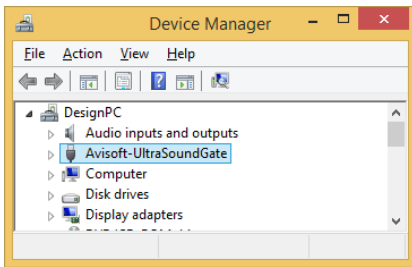 Device Manager
File Action View Help
DesignPC
Audio inputs and outputs
Avisoft-UltraSoundGate
Computer
Disk drives
Display adapters